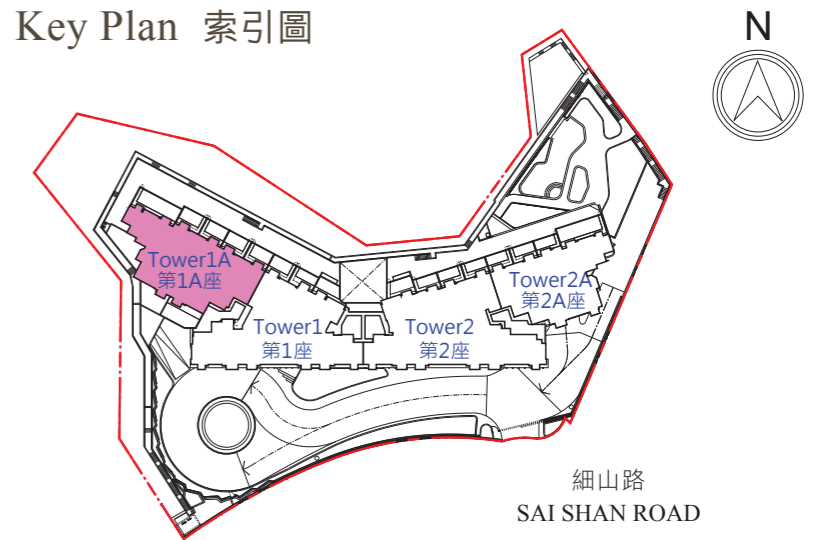 Key Plan 索引圖
N
Tower1A
第1A座
Tower2A
第2A座
Tower1
第1座
Tower2
第2座
細山路
SAI SHAN ROAD